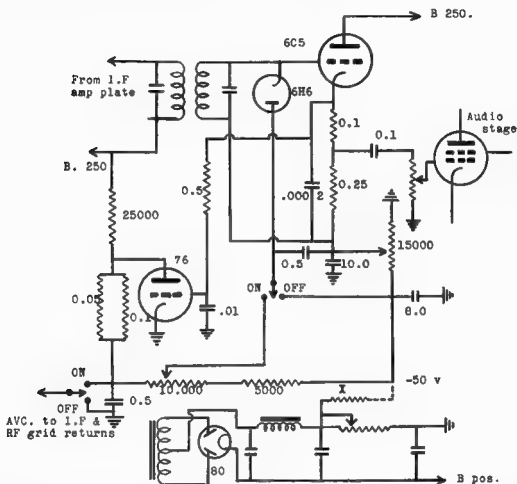 B 250.
6C5
From I.F
amp plate
6H6
Audio
stage
0.1
0.1
B. 250
0.5
.000 2
0.25
25000
15000
76
0.5
10.0
ON
OFF
0.05
0.1
.01
8.0
ON
10.000
5000
-50 v
OFF
0.5
X
AVC. to I.F &
RF grid returns
80
B pos.